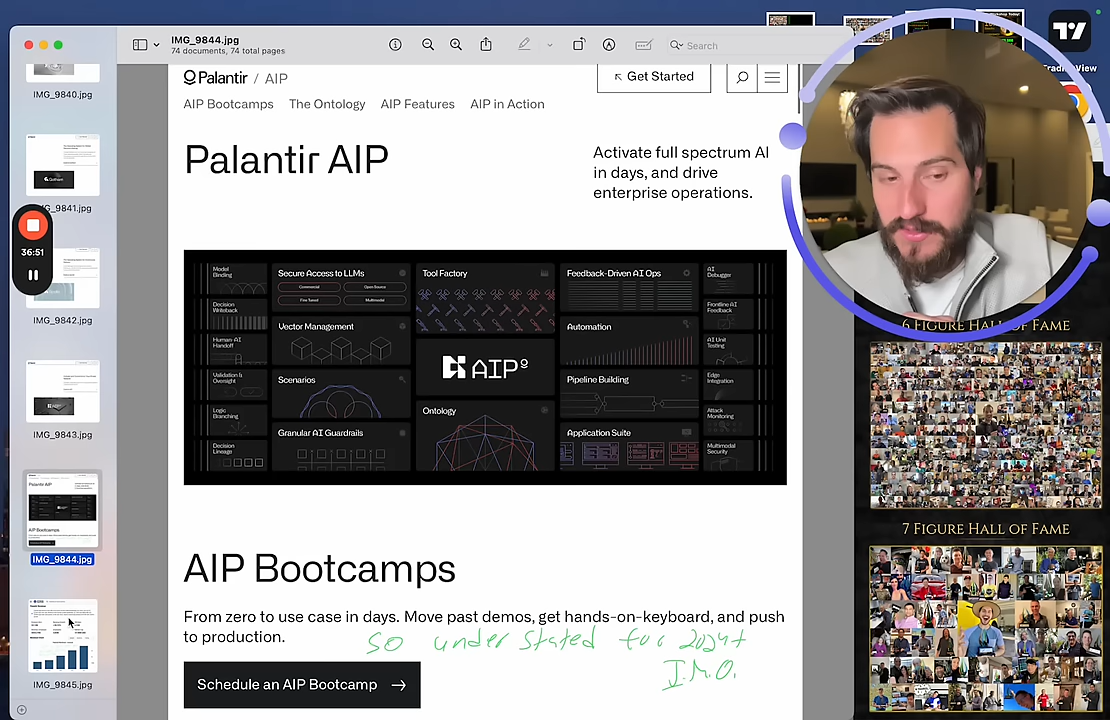 IMG_9844.jpg
74 documents, 74 total pages
Search
IMG_9840.jpg
G_9841.jpg
IMG_9842.jpg
IMG_9843.jpg
IMG_9844.jpg
IMG_9845.jpg
36:51
Palantir / AIP
Get Started
AIP Bootcamps The Ontology AIP Features AIP in Action
Palantir AIP
Activate full spectrum AI
in days, and drive
enterprise operations.
Model
Binding
Decision
Writeback
Human-AI
Handoff
Validation &
Oversight
Logic
Branching
Decision
Lineage
Secure Access to LLMs
Commercial
Open Source
Fine Tuned
Multimodal
Vector Management
Scenarios
Granular AI Guardrails
Tool Factory
AIP
Ontology
Feedback-Driven AI Ops
Automation
Pipeline Building
Application Suite
AI
Debugger
Frontline AI
Feedback
AI Unit
Testing
Edge
Integration
Attack
Monitoring
Multimodal
Security
AIP Bootcamps
From zero to use case in days. Move past demos, get hands-on-keyboard, and push
to production.
so understated for 2024+
I.M.O.
Schedule an AIP Bootcamp →
6 Figure Hall of Fame
7 Figure Hall of Fame